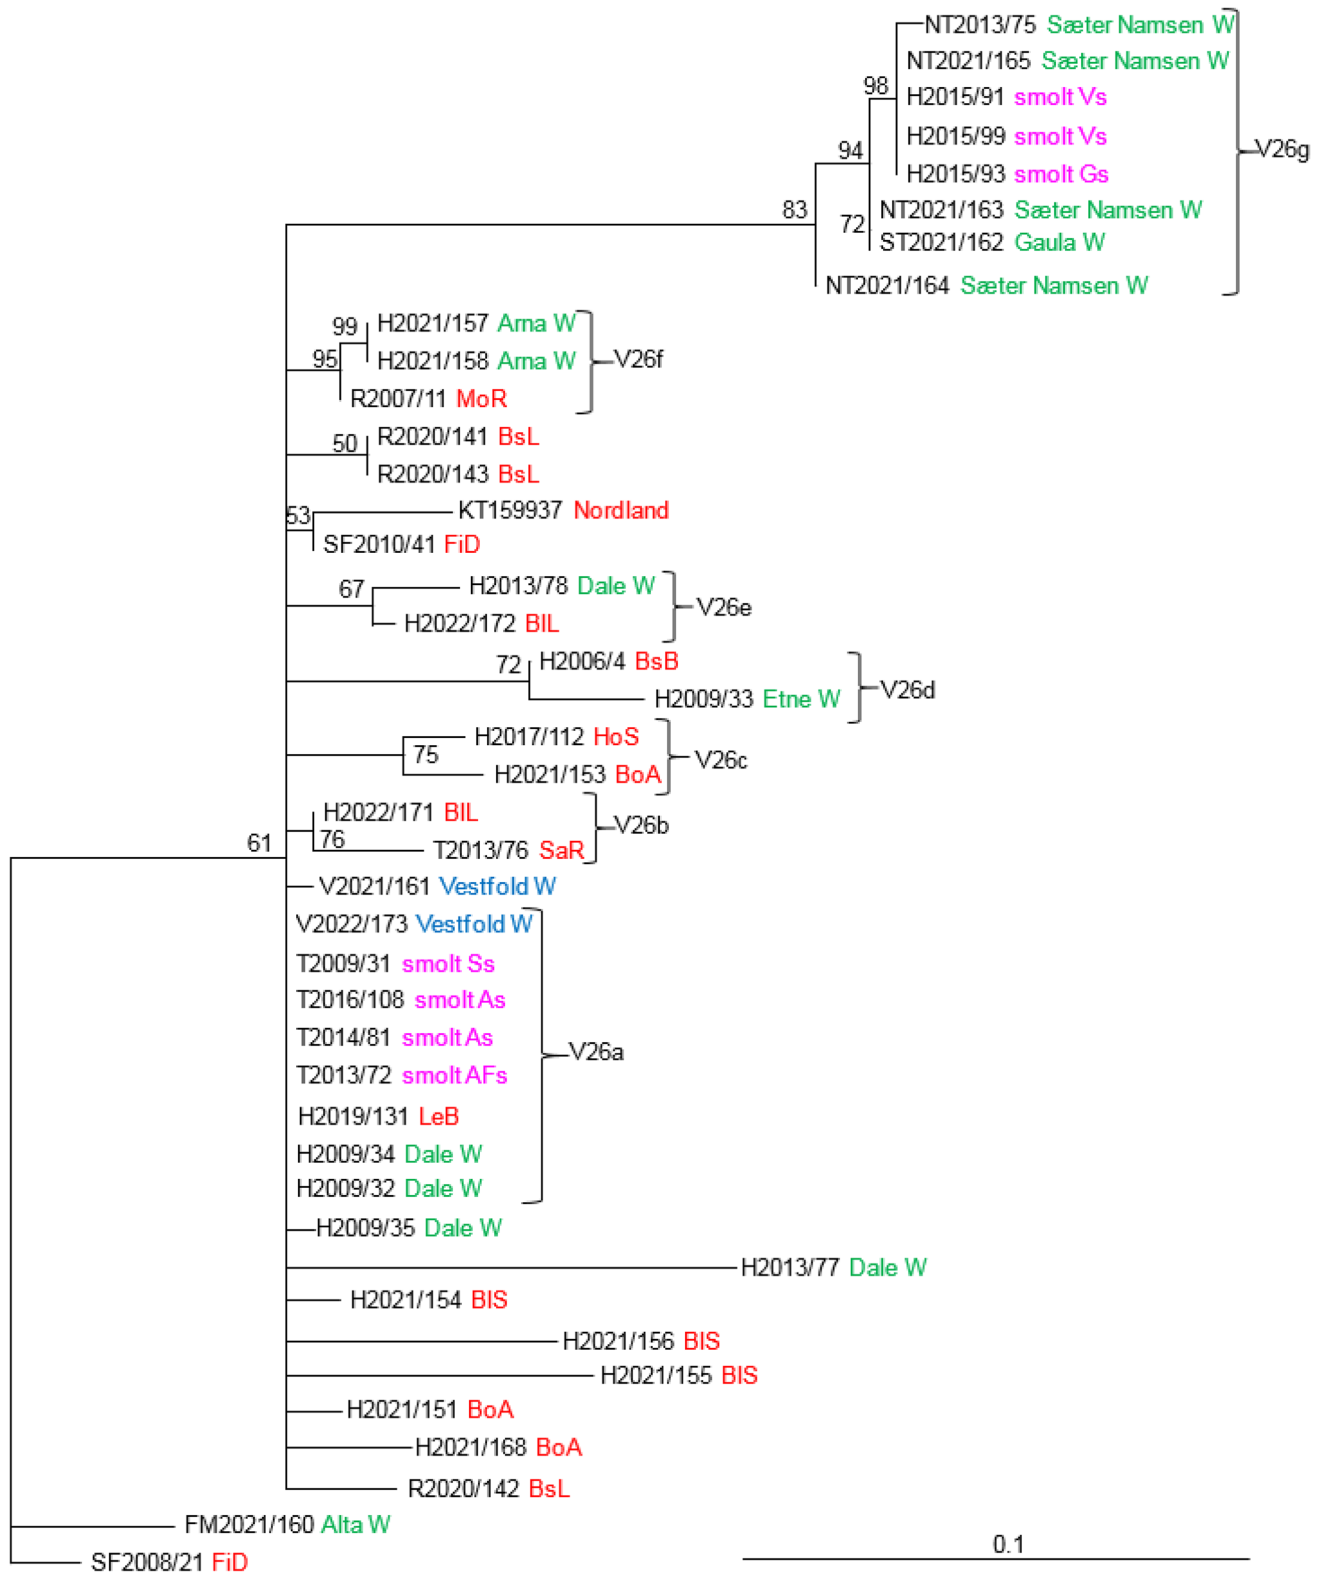 NT2013/75 Sæter Namsen W
NT2021/165 Sæter Namsen W
98
H2015/91 smolt Vs
H2015/99 smolt Vs
94
V26g
H2015/93 smolt Gs
83
NT2021/163 Sæter Namsen W
72
ST2021/162 Gaula W
NT2021/164 Sæter Namsen W
99
H2021/157 Arna W
95
H2021/158 Arna W
V26f
R2007/11 MoR
50
R2020/141 BsL
R2020/143 BsL
53
KT159937 Nordland
SF2010/41 FiD
67
H2013/78 Dale W
V26e
H2022/172 BIL
72
H2006/4 BsB
V26d
H2009/33 Etne W
H2017/112 HoS
75
V26c
H2021/153 BoA
H2022/171 BIL
V26b
76
T2013/76 SaR
61
V2021/161 Vestfold W
V2022/173 Vestfold W
T2009/31 smolt Ss
T2016/108 smolt As
T2014/81 smolt As
V26a
T2013/72 smolt AFs
H2019/131 LeB
H2009/34 Dale W
H2009/32 Dale W
H2009/35 Dale W
H2013/77 Dale W
H2021/154 BIS
H2021/156 BIS
H2021/155 BIS
H2021/151 BoA
H2021/168 BoA
R2020/142 BsL
FM2021/160 Alta W
0.1
SF2008/21 FiD